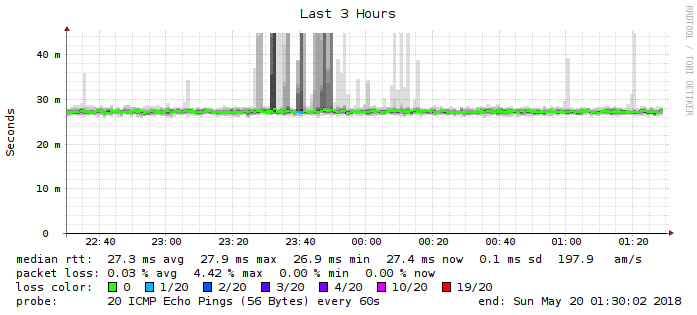 Last 3 Hours
RRDTOOL / TOBI OETIKER
Seconds
40 m
30 m
20 m
10 m
0
22:40 23:00 23:20 23:40 00:00 00:20 00:40 01:00 01:20
median rtt: 27.3 ms avg 27.9 ms max 26.9 ms min 27.4 ms now 0.1 ms sd 197.9 am/s
packet loss: 0.03 % avg 4.42 % max 0.00 % min 0.00 % now
loss color: 0 1/20 2/20 3/20 4/20 10/20 19/20
probe: 20 ICMP Echo Pings (56 Bytes) every 60s end: Sun May 20 01:30:02 2018